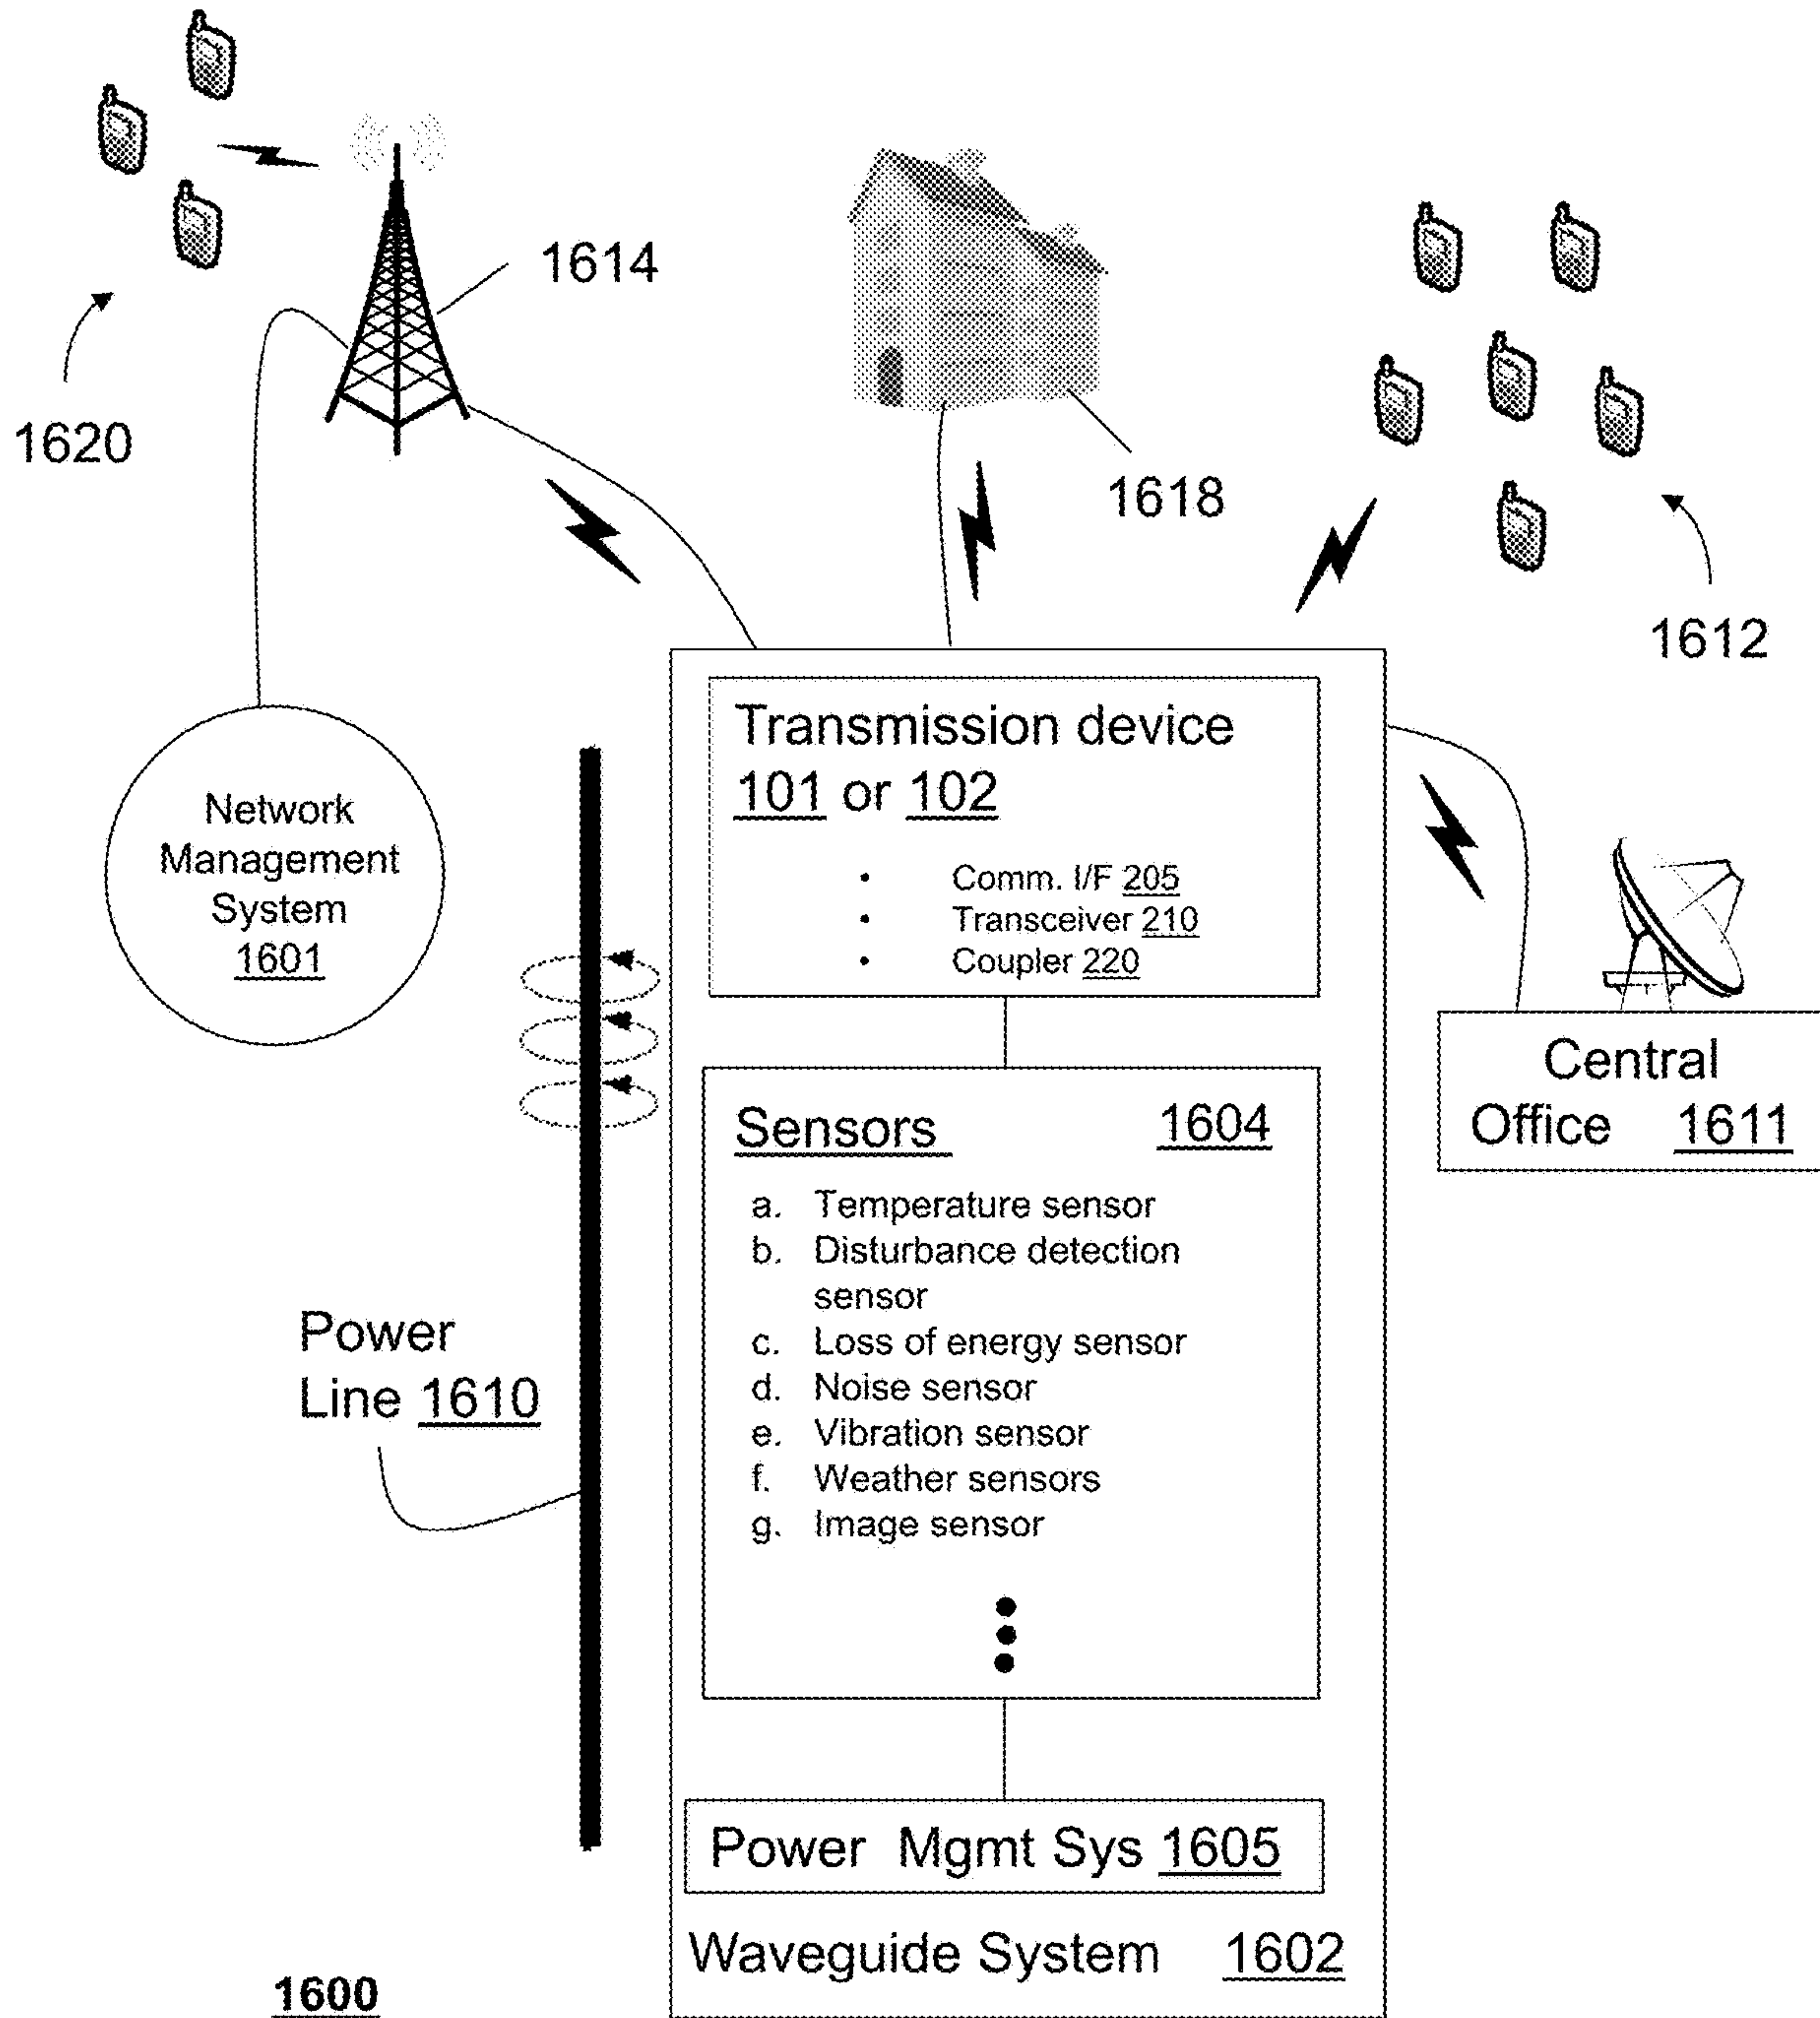 1614
1620
1618
1612
Network
Management
System
1601
Transmission device
101 or 102
• Comm. I/F 205
• Transceiver 210
• Coupler 220
Central
Office 1611
Sensors 1604
a. Temperature sensor
b. Disturbance detection
sensor
c. Loss of energy sensor
d. Noise sensor
e. Vibration sensor
f. Weather sensors
g. Image sensor
Power
Line 1610
Power Mgmt Sys 1605
Waveguide System 1602
1600